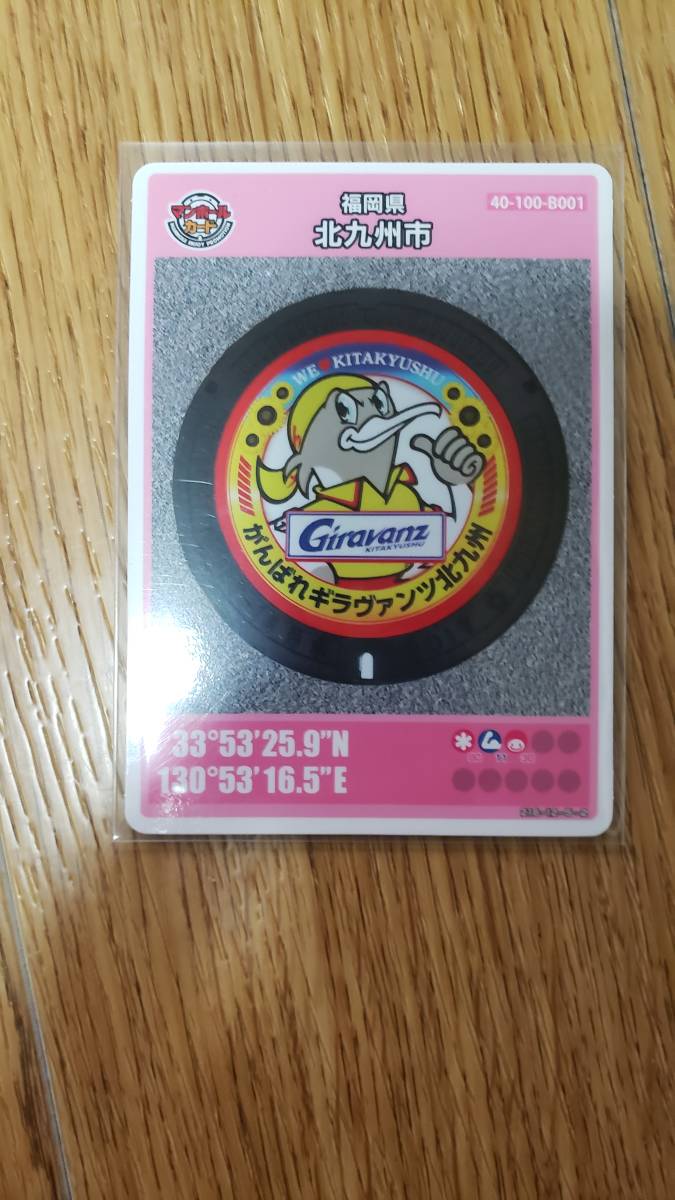 マンホール
カード
福岡県
北九州市
40-100-B001
WE KITAKYUSHU
Giravanz
KITAKYUSHU
がんばれギラヴァンツ北九州
33°53'25.9"N
130°53'16.5"E